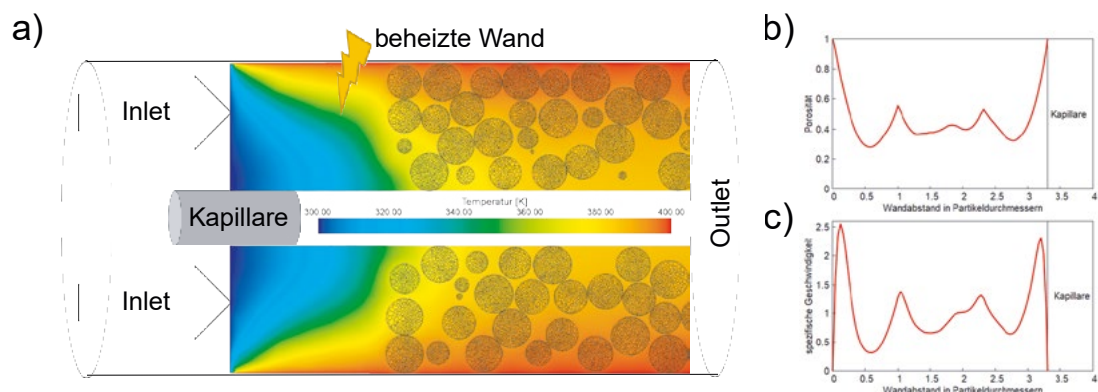 a)
beheizte Wand
Inlet
Kapillare
Temperatur [K]
300.00 320.00 340.00 360.00 380.00 400.00
Inlet
Outlet
b)
Porosität
1
0.8
0.6
0.4
0.2
0
Kapillare
0 0.5 1 1.5 2 2.5 3 3.5 4
Wandabstand in Partikeldurchmessern
c)
spezifische Geschwindigkeit
2.5
2
1.5
1
0.5
0
Kapillare
0 0.5 1 1.5 2 2.5 3 3.5 4
Wandabstand in Partikeldurchmessern